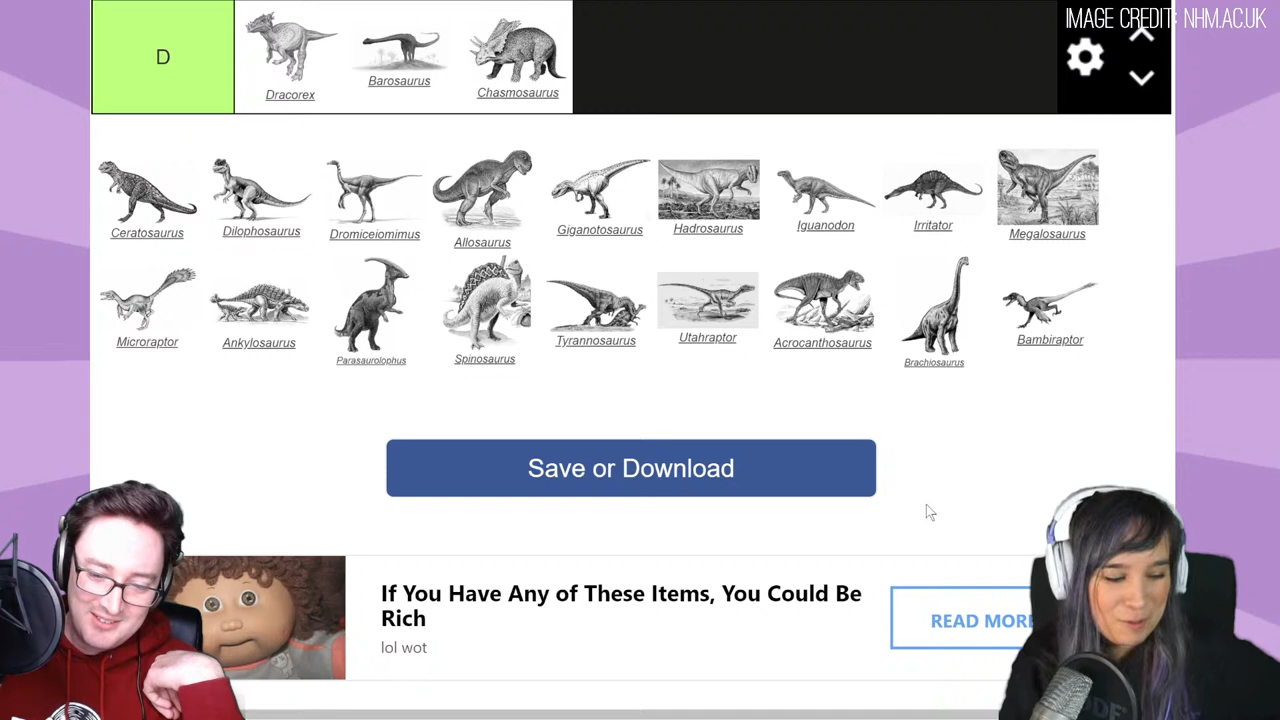 IMAGE CREDIT: NHM.AC.UK
D
Dracorex
Barosaurus
Chasmosaurus
Ceratosaurus
Dilophosaurus
Dromiceiomimus
Allosaurus
Giganotosaurus
Hadrosaurus
Iguanodon
Irritator
Megalosaurus
Microraptor
Ankylosaurus
Parasaurolophus
Spinosaurus
Tyrannosaurus
Utahraptor
Acrocanthosaurus
Brachiosaurus
Bambiraptor
Save or Download
If You Have Any of These Items, You Could Be
Rich
lol wot
READ MORE